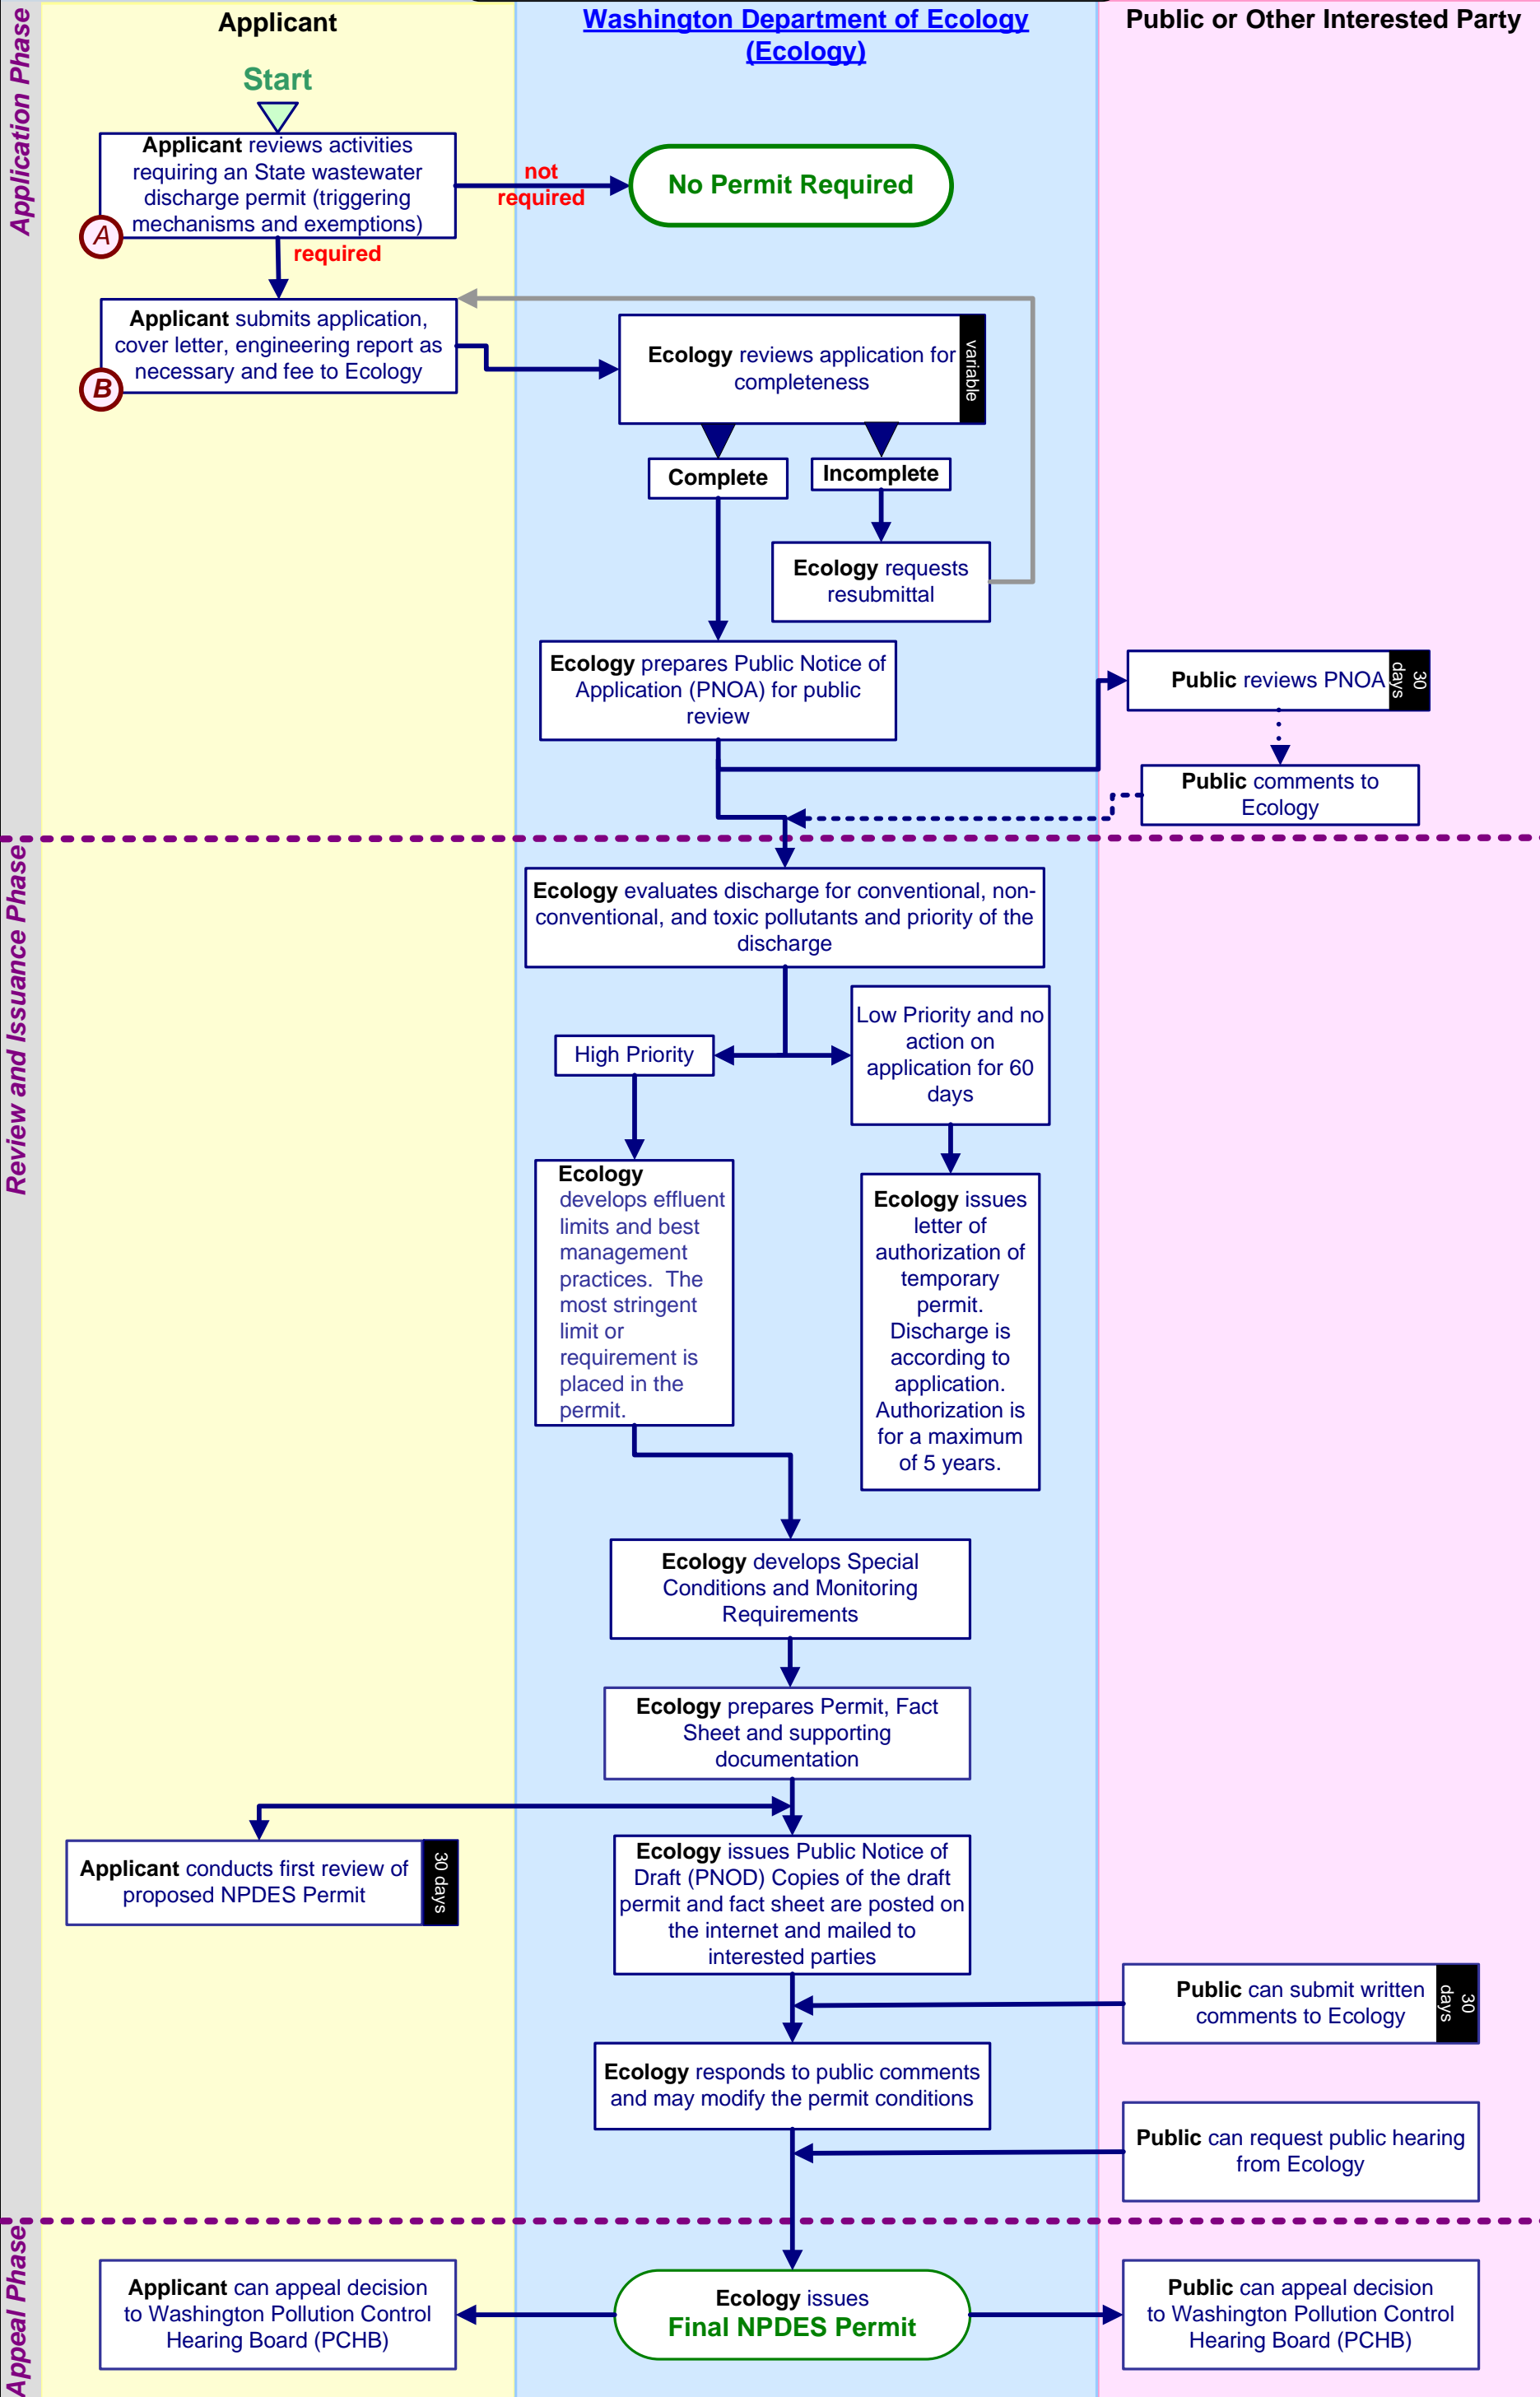 Application Phase
Applicant
Washington Department of Ecology
(Ecology)
Public or Other Interested Party
Start
Applicant reviews activities
requiring an State wastewater
discharge permit (triggering
mechanisms and exemptions)
A
not
required
No Permit Required
required
Applicant submits application,
cover letter, engineering report as
necessary and fee to Ecology
B
Ecology reviews application for
completeness
variable
Complete
Incomplete
Ecology requests
resubmittal
Ecology prepares Public Notice of
Application (PNOA) for public
review
Public reviews PNOA
30
days
Public comments to
Ecology
Review and Issuance Phase
Ecology evaluates discharge for conventional, non-
conventional, and toxic pollutants and priority of the
discharge
High Priority
Low Priority and no
action on
application for 60
days
Ecology
develops effluent
limits and best
management
practices.  The
most stringent
limit or
requirement is
placed in the
permit.
Ecology issues
letter of
authorization of
temporary
permit.
Discharge is
according to
application.
Authorization is
for a maximum
of 5 years.
Ecology develops Special
Conditions and Monitoring
Requirements
Ecology prepares Permit, Fact
Sheet and supporting
documentation
Applicant conducts first review of
proposed NPDES Permit
30 days
Ecology issues Public Notice of
Draft (PNOD) Copies of the draft
permit and fact sheet are posted on
the internet and mailed to
interested parties
Public can submit written
comments to Ecology
30
days
Ecology responds to public comments
and may modify the permit conditions
Public can request public hearing
from Ecology
Appeal Phase
Applicant can appeal decision
to Washington Pollution Control
Hearing Board (PCHB)
Ecology issues
Final NPDES Permit
Public can appeal decision
to Washington Pollution Control
Hearing Board (PCHB)